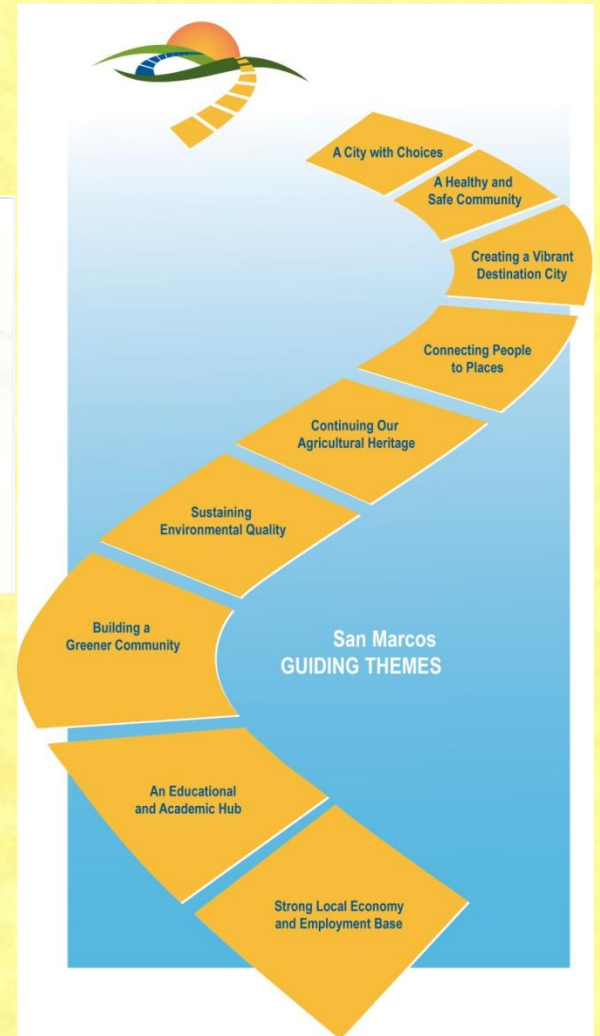 A City with Choices
A Healthy and
Safe Community
Creating a Vibrant
Destination City
Connecting People
to Places
Continuing Our
Agricultural Heritage
Sustaining
Environmental Quality
Building a
Greener Community
San Marcos
GUIDING THEMES
An Educational
and Academic Hub
Strong Local Economy
and Employment Base